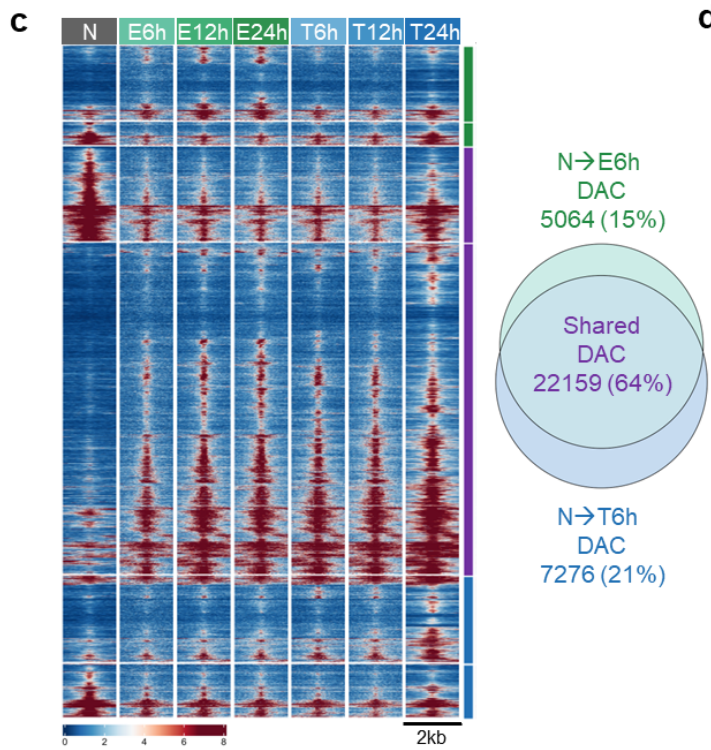 c
d
N E6h E12h E24h T6h T12h T24h
N→E6h
DAC
5064 (15%)
Shared
DAC
22159 (64%)
N→T6h
DAC
7276 (21%)
0 2 4 6 8
2kb